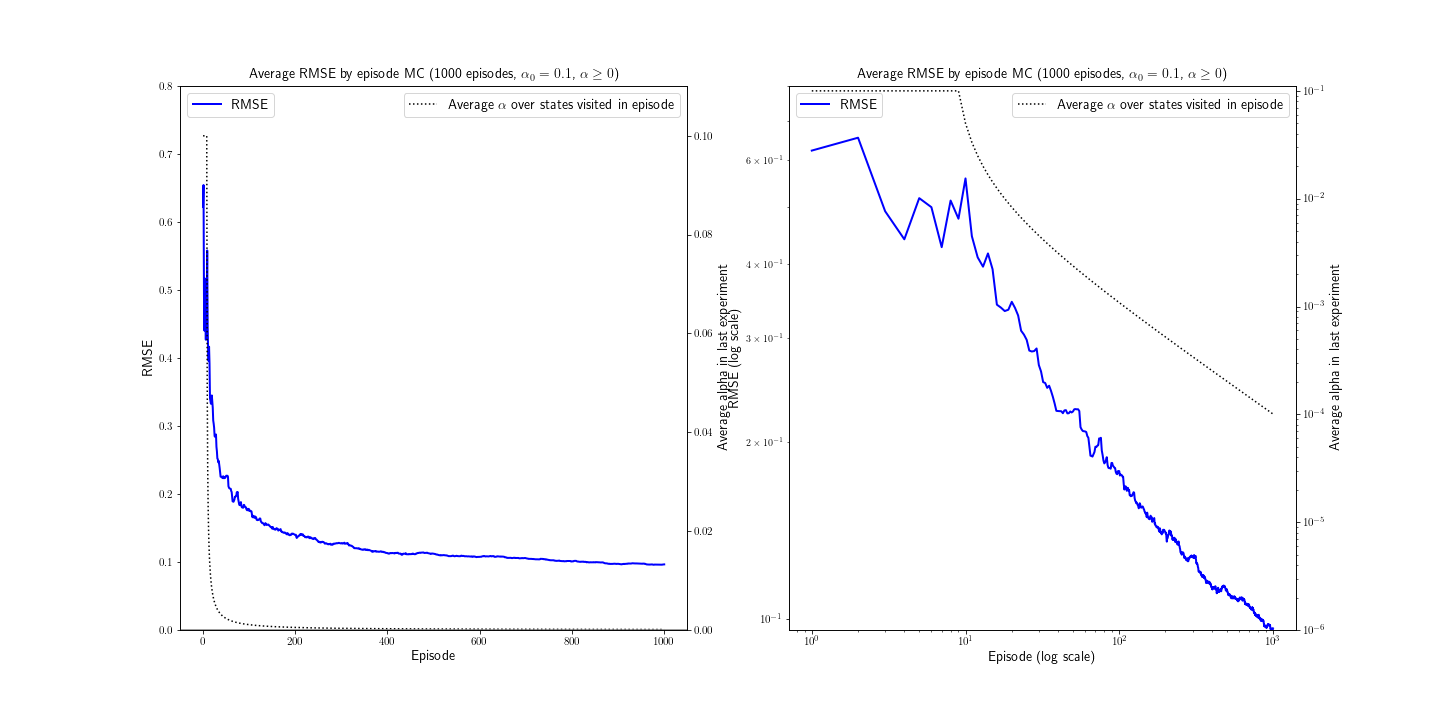 Average RMSE by episode MC (1000 episodes, α₀ = 0.1, α ≥ 0)
RMSE
Average α over states visited in episode
0.8
0.7
0.6
0.5
0.4
0.3
0.2
0.1
0.0
RMSE
0.10
0.08
0.06
0.04
0.02
0.00
Average alpha in last experiment
0
200
400
600
800
1000
Episode
Average RMSE by episode MC (1000 episodes, α₀ = 0.1, α ≥ 0)
RMSE
Average α over states visited in episode
6 × 10⁻¹
4 × 10⁻¹
3 × 10⁻¹
2 × 10⁻¹
10⁻¹
RMSE (log scale)
10⁻¹
10⁻²
10⁻³
10⁻⁴
10⁻⁵
10⁻⁶
Average alpha in last experiment
10⁰
10¹
10²
10³
Episode (log scale)